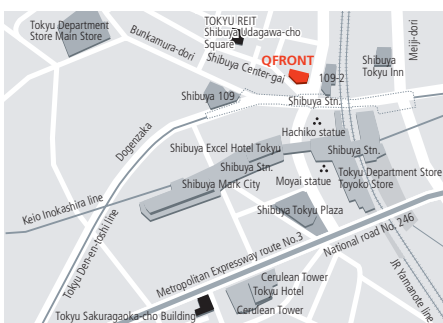 Tokyu Department
Store Main Store
Bunkamura-dori
TOKYU REIT
Shibuya Udagawa-cho
Square
Shibuya Center-gai
QFRONT
109-2
Shibuya
Tokyu Inn
Meiji-dori
Shibuya 109
Shibuya Stn.
Hachiko statue
Dogenzaka
Shibuya Excel Hotel Tokyu
Shibuya Stn.
Shibuya Stn.
Shibuya Mark City
Moyai statue
Tokyu Department Store
Toyoko Store
Keio Inokashira line
Tokyu Den-en-toshi line
Shibuya Tokyu Plaza
Metropolitan Expressway route No.3
National road No. 246
JR Yamanote line
Cerulean Tower
Tokyu Hotel
Cerulean Tower
Tokyu Sakuragaoka-cho Building